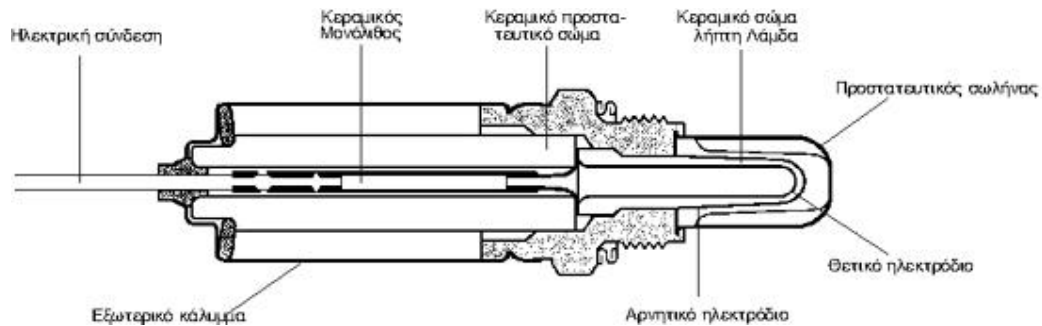 Ηλεκτρική σύνδεση
Κεραμικός
Μονόλιθος
Κεραμικό προστα-
τευτικό σώμα
Κεραμικό σώμα
λήπτη Λάμδα
Προστατευτικός σωλήνας
Θετικό ηλεκτρόδιο
Αρνητικό ηλεκτρόδιο
Εξωτερικό κάλυμμα